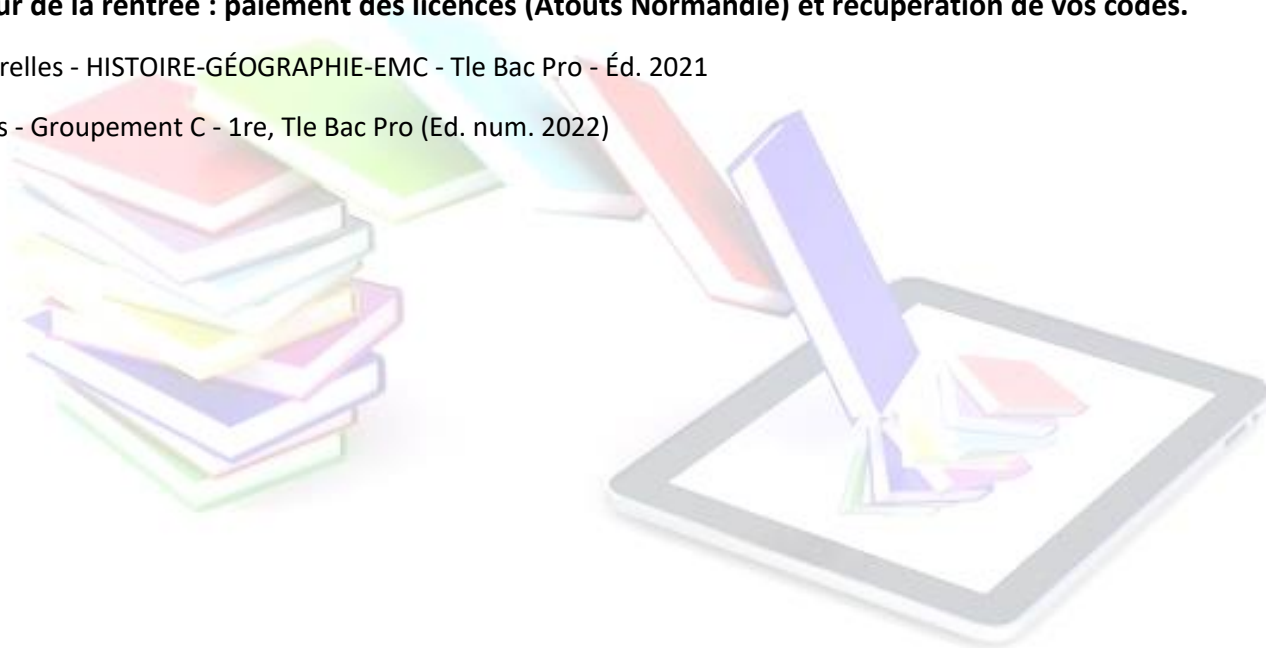 ur de la rentrée : paiement des licences (Atouts Normandie) et récupération de vos codes.
relles - HISTOIRE-GÉOGRAPHIE-EMC - Tle Bac Pro - Éd. 2021
s - Groupement C - 1re, Tle Bac Pro (Ed. num. 2022)